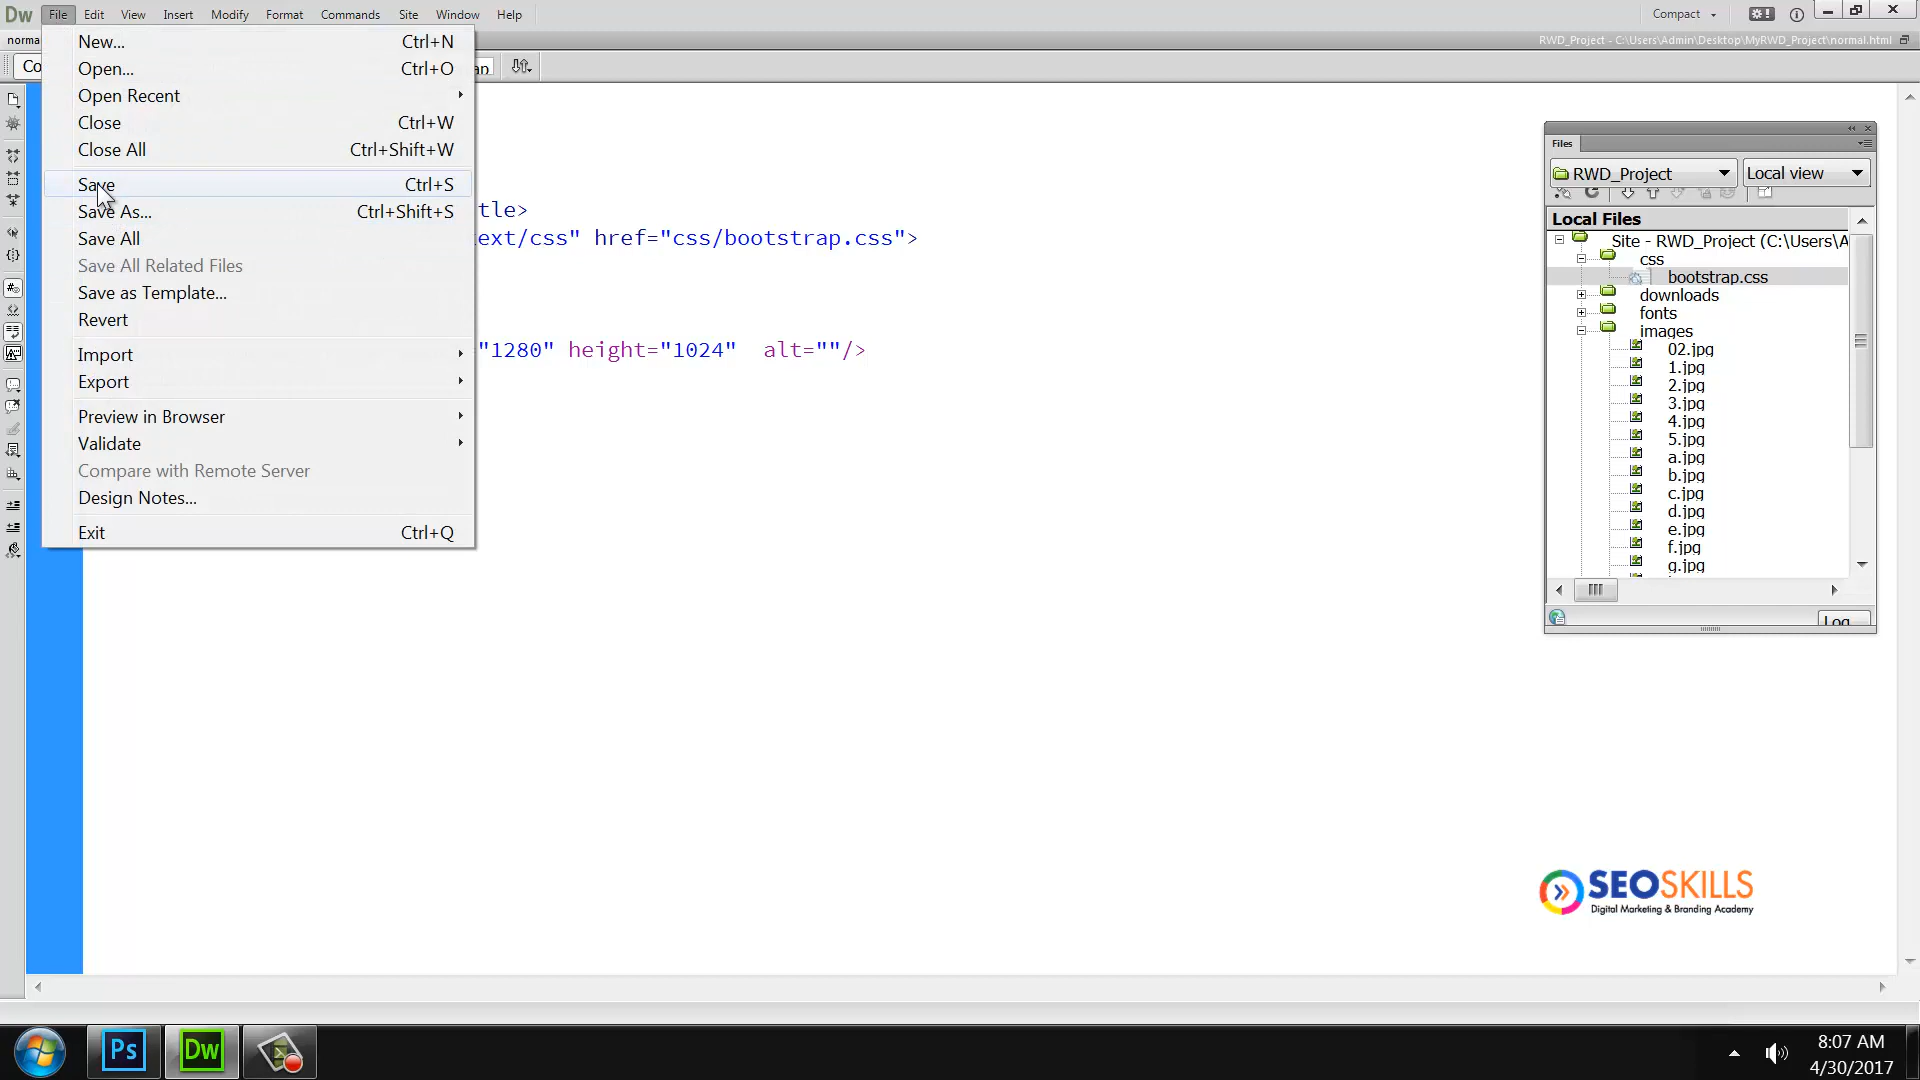 Dw File Edit View Insert Modify Format Commands Site Window Help Compact
norma RWD_Project - C:\Users\Admin\Desktop\MyRWD_Project\normal.html
Co ap
New... Ctrl+N
Open... Ctrl+O
Open Recent
Close Ctrl+W
Close All Ctrl+Shift+W
Save Ctrl+S
Save As... Ctrl+Shift+S
Save All
Save All Related Files
Save as Template...
Revert
Import
Export
Preview in Browser
Validate
Compare with Remote Server
Design Notes...
Exit Ctrl+Q
tle>
ext/css" href="css/bootstrap.css">
"1280" height="1024" alt=""/>
Files
RWD_Project Local view
Local Files
Site - RWD_Project (C:\Users\A
css
bootstrap.css
downloads
fonts
images
02.jpg
1.jpg
2.jpg
3.jpg
4.jpg
5.jpg
a.jpg
b.jpg
c.jpg
d.jpg
e.jpg
f.jpg
g.jpg
Log...
SEOSKILLS
Digital Marketing & Branding Academy
Ps Dw
8:07 AM
4/30/2017